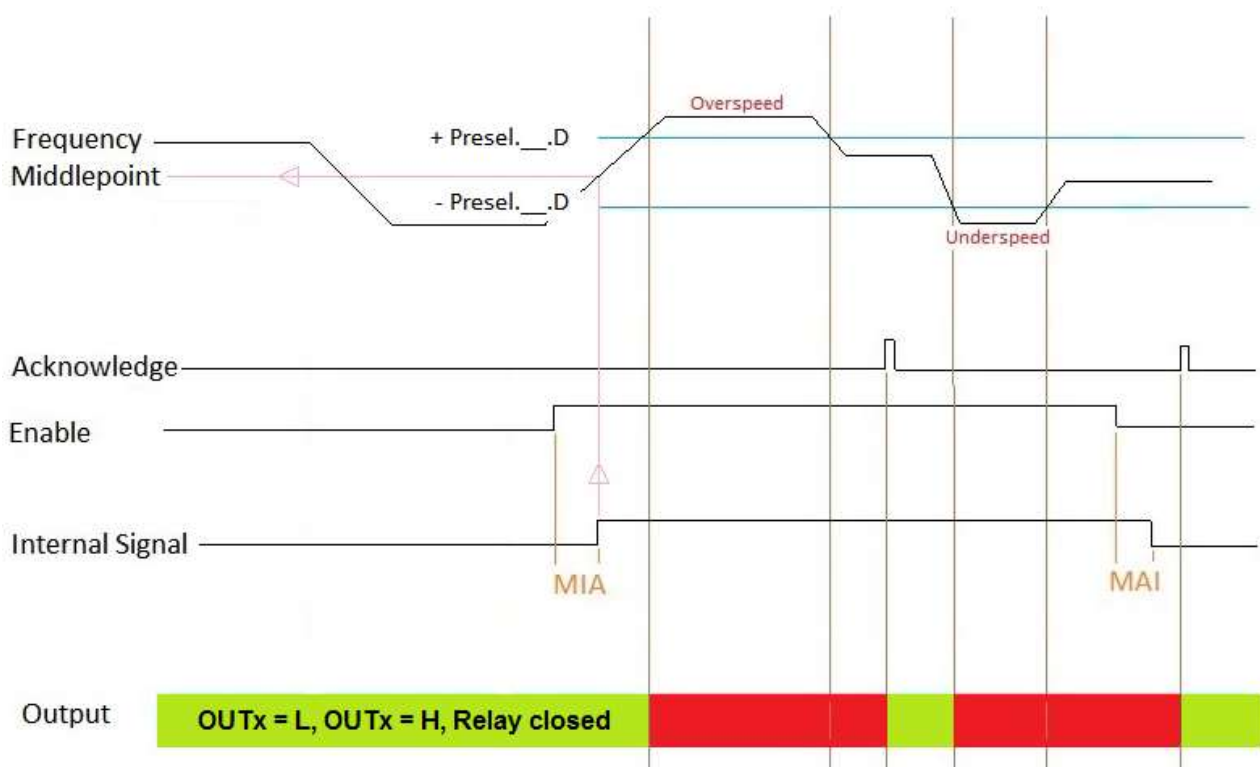 Overspeed
Frequency
+ Presel.__.D
Middlepoint
- Presel.__.D
Underspeed
Acknowledge
Enable
Internal Signal
MIA
MAI
Output
OUTx = L, OUTx = H, Relay closed